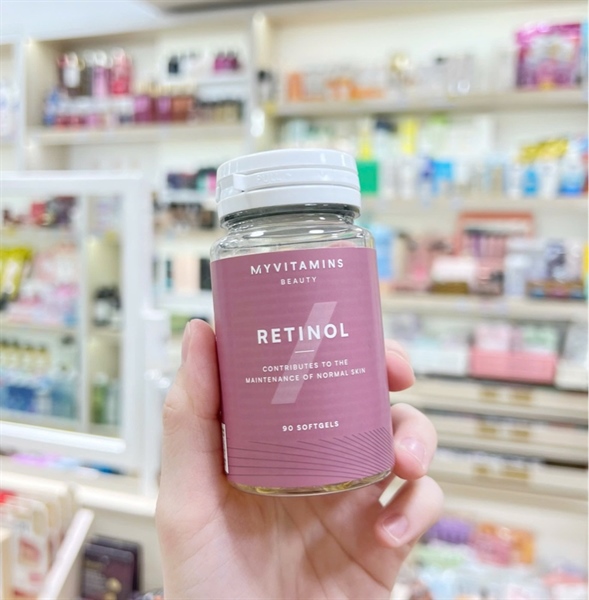 MYVITAMINS
BEAUTY
RETINOL
CONTRIBUTES TO THE
MAINTENANCE OF NORMAL SKIN
90 SOFTGELS